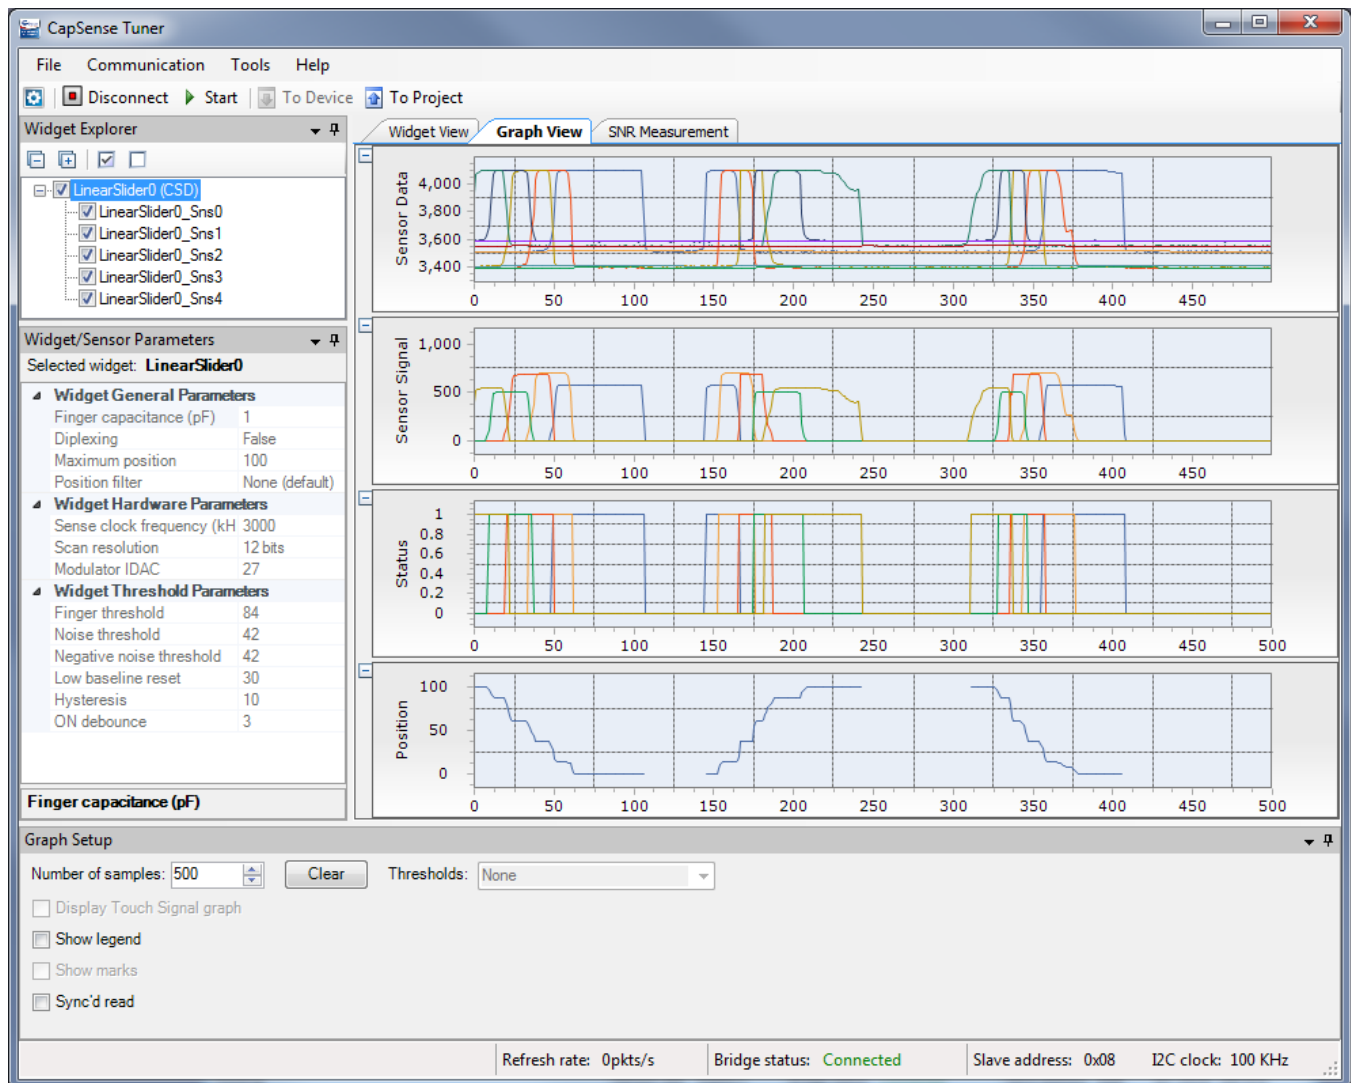 CapSense Tuner
File Communication Tools Help
Disconnect Start To Device To Project
Widget Explorer
LinearSlider0 (CSD)
LinearSlider0_Sns0
LinearSlider0_Sns1
LinearSlider0_Sns2
LinearSlider0_Sns3
LinearSlider0_Sns4
Widget/Sensor Parameters
Selected widget: LinearSlider0
Widget General Parameters
Finger capacitance (pF) 1
Diplexing False
Maximum position 100
Position filter None (default)
Widget Hardware Parameters
Sense clock frequency (kH 3000
Scan resolution 12 bits
Modulator IDAC 27
Widget Threshold Parameters
Finger threshold 84
Noise threshold 42
Negative noise threshold 42
Low baseline reset 30
Hysteresis 10
ON debounce 3
Finger capacitance (pF)
Widget View Graph View SNR Measurement
Sensor Data
4,000
3,800
3,600
3,400
0 50 100 150 200 250 300 350 400 450
Sensor Signal
1,000
500
0
0 50 100 150 200 250 300 350 400 450
Status
1
0.8
0.6
0.4
0.2
0
0 50 100 150 200 250 300 350 400 450 500
Position
100
50
0
0 50 100 150 200 250 300 350 400 450 500
Graph Setup
Number of samples: 500 Clear Thresholds: None
Display Touch Signal graph
Show legend
Show marks
Sync'd read
Refresh rate: 0pkts/s Bridge status: Connected Slave address: 0x08 I2C clock: 100 KHz